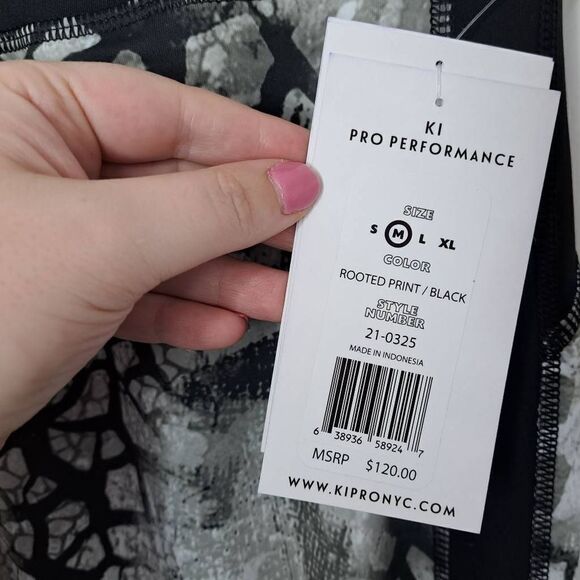 KI
PRO PERFORMANCE
SIZE
S M L XL
COLOR
ROOTED PRINT / BLACK
STYLE
NUMBER
21-0325
MADE IN INDONESIA
6 38936 58924 7
MSRP $120.00
WWW.KIPRONYC.COM